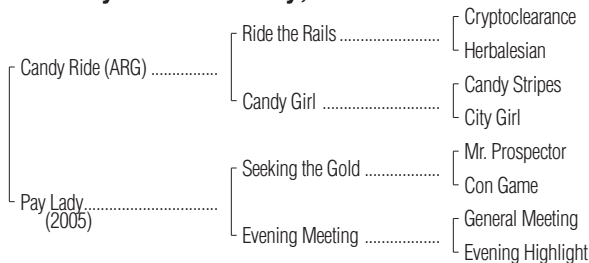 Cryptoclearance
Ride the Rails
Herbalesian
Candy Ride (ARG)
Candy Stripes
Candy Girl
City Girl
Mr. Prospector
Seeking the Gold
Con Game
Pay Lady
(2005)
General Meeting
Evening Meeting
Evening Highlight